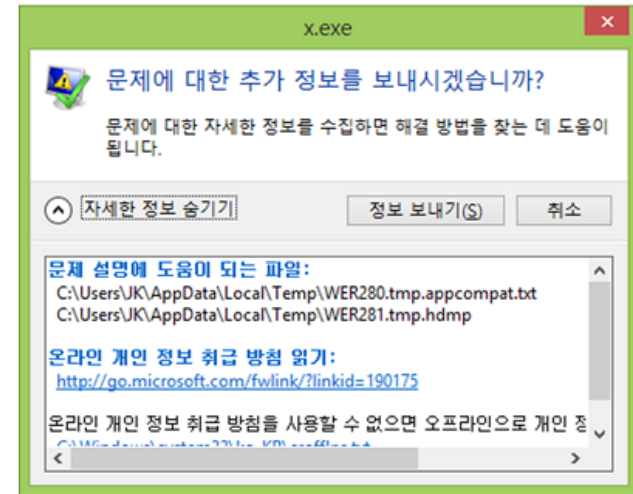 x.exe
문제에 대한 추가 정보를 보내시겠습니까?
문제에 대한 자세한 정보를 수집하면 해결 방법을 찾는 데 도움이
됩니다.
자세한 정보 숨기기
정보 보내기(S)
취소
문제 설명에 도움이 되는 파일:
C:\Users\JK\AppData\Local\Temp\WER280.tmp.appcompat.txt
C:\Users\JK\AppData\Local\Temp\WER281.tmp.hdmp
온라인 개인 정보 취급 방침 읽기:
http://go.microsoft.com/fwlink/?linkid=190175
온라인 개인 정보 취급 방침을 사용할 수 없으면 오프라인으로 개인 정